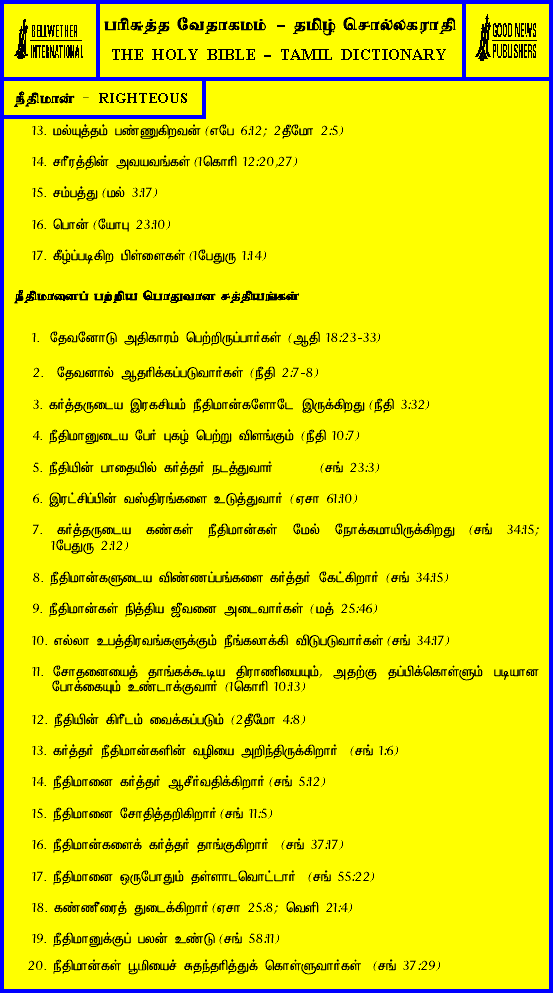 BELLWETHER
INTERNATIONAL
பரிசுத்த வேதாகமம் - தமிழ் சொல்லகராதி
THE HOLY BIBLE - TAMIL DICTIONARY
GOOD NEWS
PUBLISHERS
நீதிமான் - RIGHTEOUS
13. மல்யுத்தம் பண்ணுகிறவன் (எபே 6:12; 2தீமோ 2:5)
14. சரீரத்தின் அவயவங்கள் (1கொரி 12:20,27)
15. சம்பத்து (மல் 3:17)
16. பொன் (யோபு 23:10)
17. கீழ்ப்படிகிற பிள்ளைகள் (1பேதுரு 1:14)
நீதிமானைப் பற்றிய பொதுவான சத்தியங்கள்
1. தேவனோடு அதிகாரம் பெற்றிருப்பார்கள் (ஆதி 18:23-33)
2. தேவனால் ஆதரிக்கப்படுவார்கள் (நீதி 2:7-8)
3. கர்த்தருடைய இரகசியம் நீதிமான்களோடே இருக்கிறது (நீதி 3:32)
4. நீதிமானுடைய பேர் புகழ் பெற்று விளங்கும் (நீதி 10:7)
5. நீதியின் பாதையில் கர்த்தர் நடத்துவார் (சங் 23:3)
6. இரட்சிப்பின் வஸ்திரங்களை உடுத்துவார் (ஏசா 61:10)
7. கர்த்தருடைய கண்கள் நீதிமான்கள் மேல் நோக்கமாயிருக்கிறது (சங் 34:15;
1பேதுரு 2:12)
8. நீதிமான்களுடைய விண்ணப்பங்களை கர்த்தர் கேட்கிறார் (சங் 34:15)
9. நீதிமான்கள் நித்திய ஜீவனை அடைவார்கள் (மத் 25:46)
10. எல்லா உபத்திரவங்களுக்கும் நீங்கலாக்கி விடுபடுவார்கள் (சங் 34:17)
11. சோதனையைத் தாங்கக்கூடிய திராணியையும், அதற்கு தப்பிக்கொள்ளும் படியான
போக்கையும் உண்டாக்குவார் (1கொரி 10:13)
12. நீதியின் கிரீடம் வைக்கப்படும் (2தீமோ 4:8)
13. கர்த்தர் நீதிமான்களின் வழியை அறிந்திருக்கிறார் (சங் 1:6)
14. நீதிமானை கர்த்தர் ஆசீர்வதிக்கிறார் (சங் 5:12)
15. நீதிமானை சோதித்தறிகிறார் (சங் 11:5)
16. நீதிமான்களைக் கர்த்தர் தாங்குகிறார் (சங் 37:17)
17. நீதிமானை ஒருபோதும் தள்ளாடவொட்டார் (சங் 55:22)
18. கண்ணீரைத் துடைக்கிறார் (ஏசா 25:8; வெளி 21:4)
19. நீதிமானுக்குப் பலன் உண்டு (சங் 58:11)
20. நீதிமான்கள் பூமியைச் சுதந்தரித்துக் கொள்ளுவார்கள் (சங் 37:29)